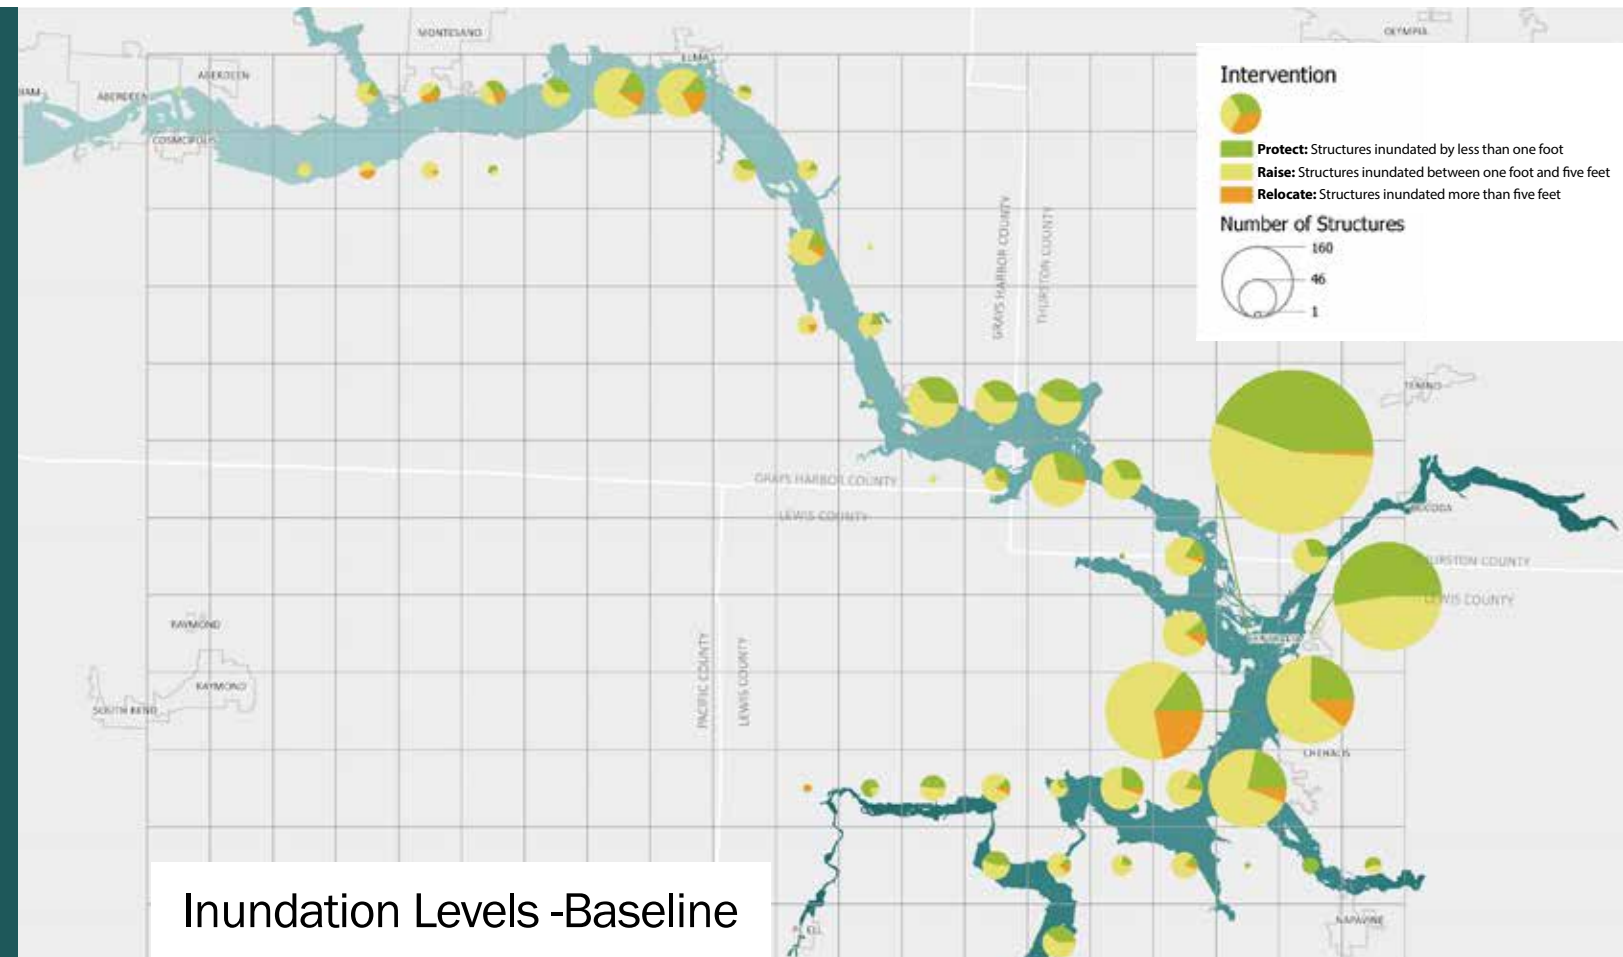 MONTESANO
OLYMPIA
ELMA
ABERDEEN
ABERDEEN
COSMOPOLIS
Intervention
Protect: Structures inundated by less than one foot
Raise: Structures inundated between one foot and five feet
Relocate: Structures inundated more than five feet
Number of Structures
160
46
1
GRAYS HARBOR COUNTY
THURSTON COUNTY
TENINO
GRAYS HARBOR COUNTY
LEWIS COUNTY
BUCODA
THURSTON COUNTY
LEWIS COUNTY
RAYMOND
RAYMOND
SOUTH BEND
PACIFIC COUNTY
LEWIS COUNTY
CHEHALIS
NAPAVINE
Inundation Levels -Baseline